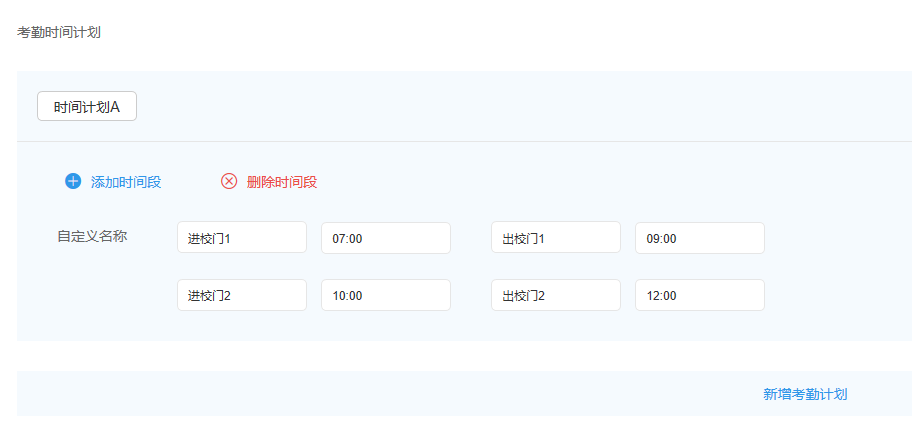 考勤时间计划
时间计划A
添加时间段 删除时间段
自定义名称 进校门1 07:00 出校门1 09:00
进校门2 10:00 出校门2 12:00
新增考勤计划